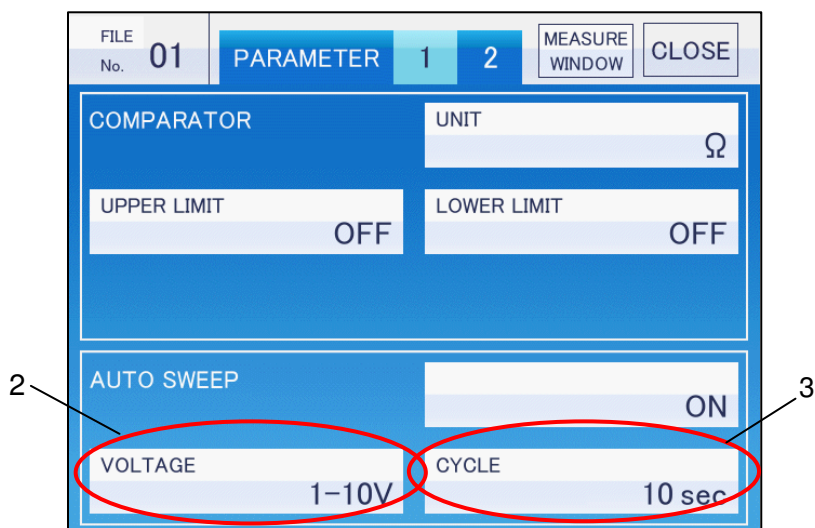 FILE
No. 01
PARAMETER 1 2
MEASURE
WINDOW
CLOSE
COMPARATOR
UNIT
Ω
UPPER LIMIT
OFF
LOWER LIMIT
OFF
2
AUTO SWEEP
ON
3
VOLTAGE
1-10V
CYCLE
10 sec